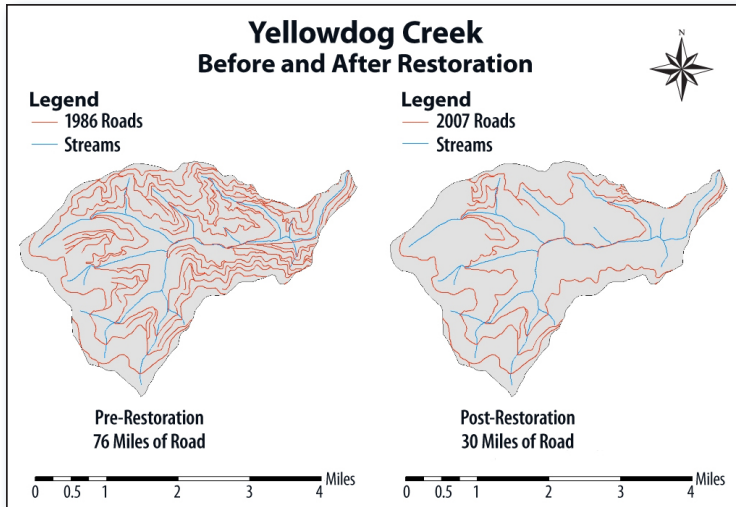 Yellowdog Creek
Before and After Restoration
N
Legend
1986 Roads
Streams
Legend
2007 Roads
Streams
Pre-Restoration
76 Miles of Road
Post-Restoration
30 Miles of Road
0 0.5 1 2 3 4 Miles
0 0.5 1 2 3 4 Miles